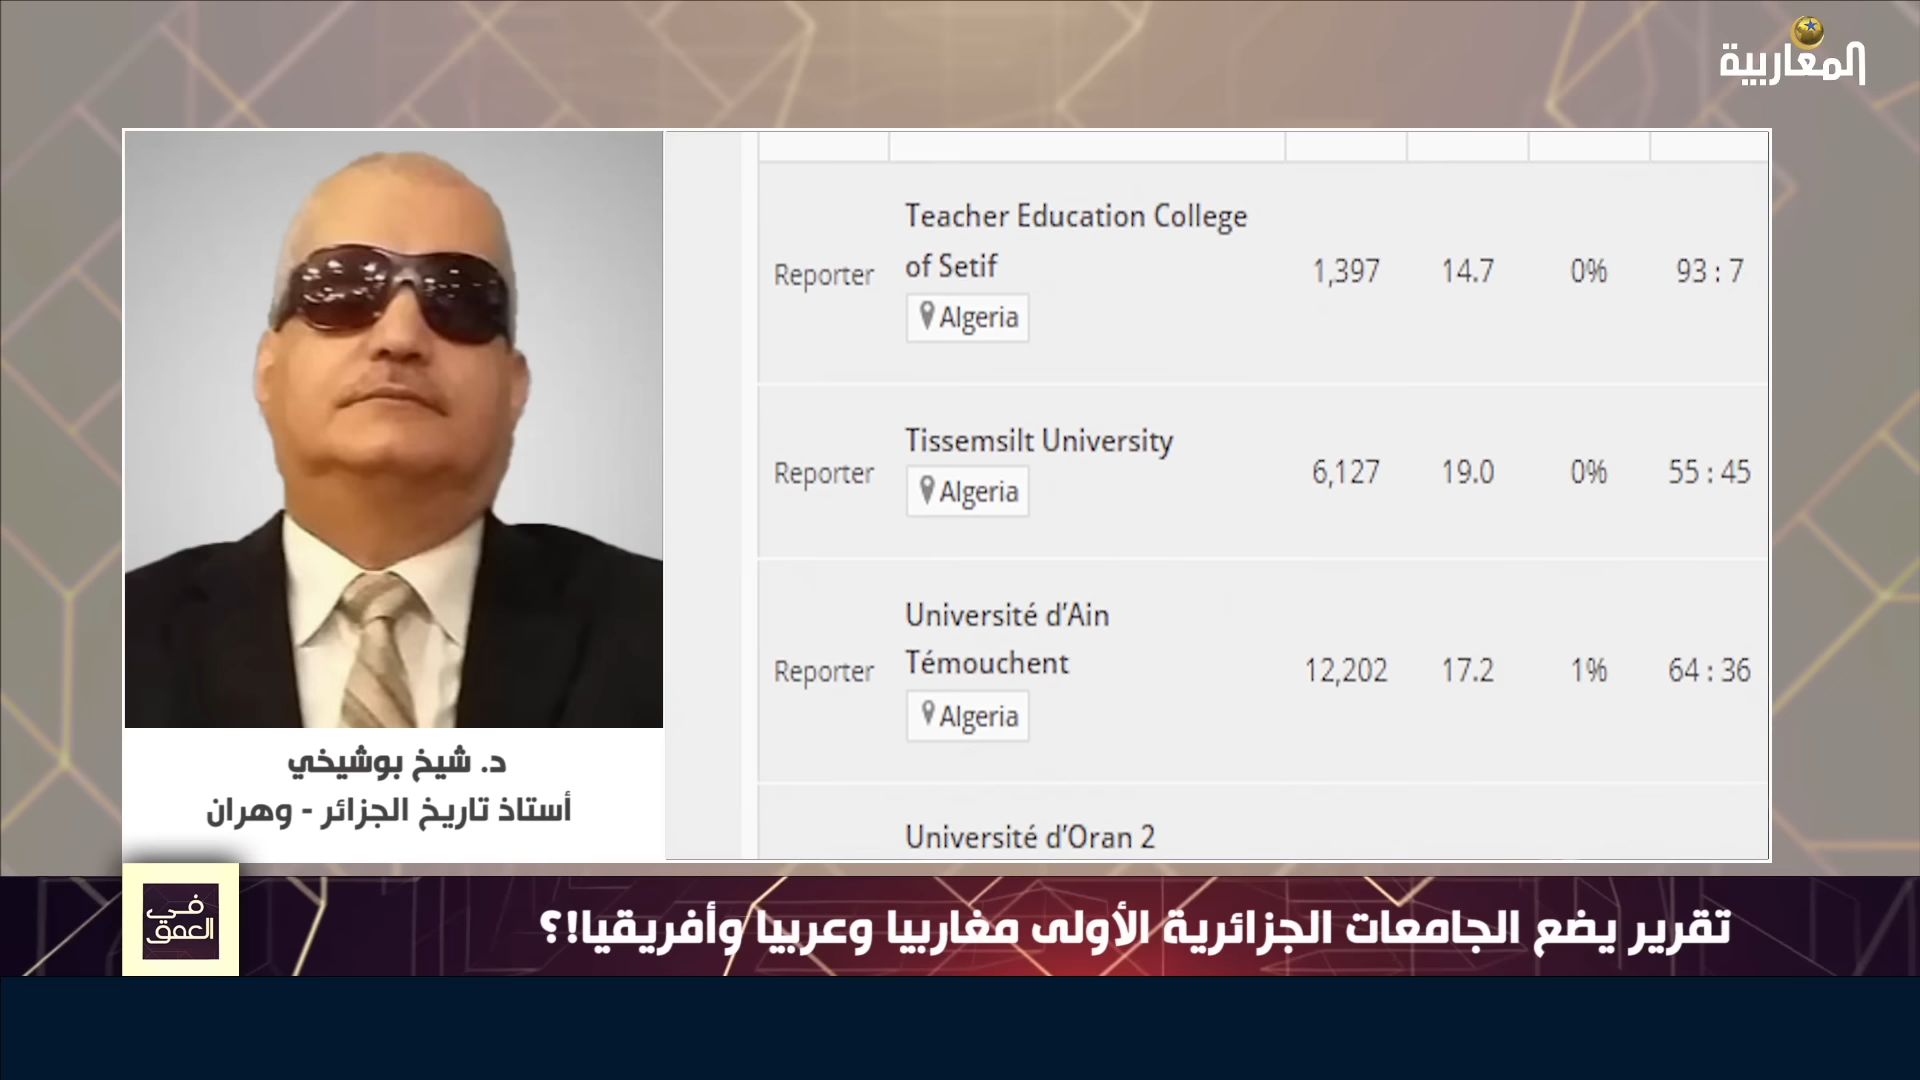 المغاربية
Teacher Education College
of Setif
Reporter
1,397
14.7
0%
93 : 7
Algeria
Tissemsilt University
Reporter
6,127
19.0
0%
55 : 45
Algeria
Université d’Ain
Témouchent
Reporter
12,202
17.2
1%
64 : 36
Algeria
Université d’Oran 2
د. شيخ بوشيخي
أستاذ تاريخ الجزائر - وهران
في
العمق
تقرير يضع الجامعات الجزائرية الأولى مغاربيا وعربيا وأفريقيا!؟